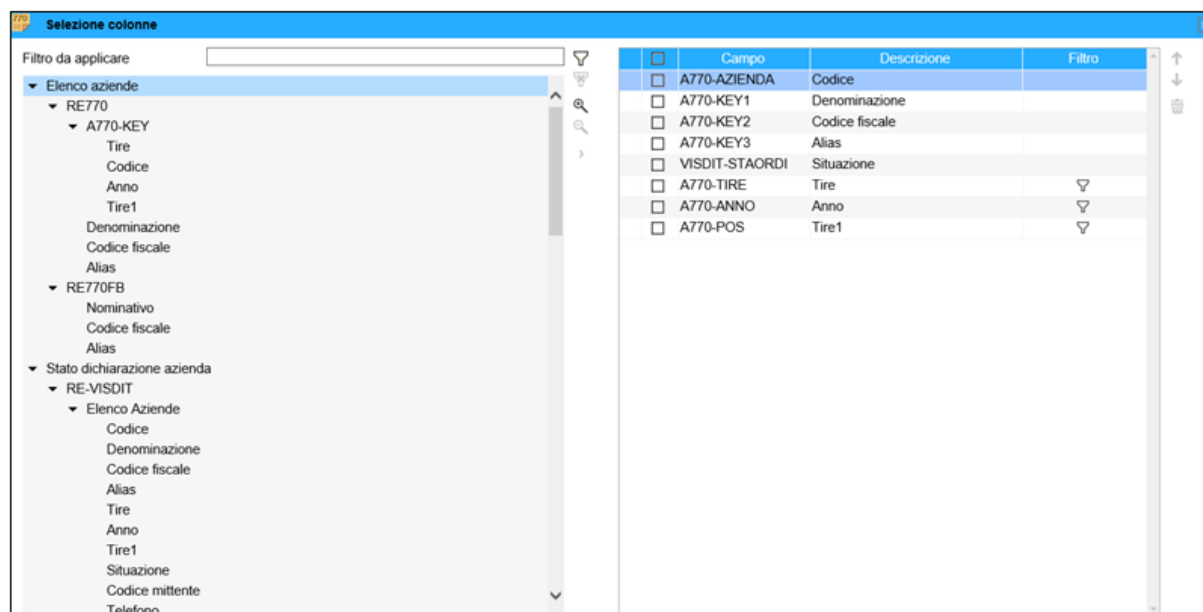 770
Selezione colonne
Filtro da applicare
Elenco aziende
RE770
A770-KEY
Tire
Codice
Anno
Tire1
Denominazione
Codice fiscale
Alias
RE770FB
Nominativo
Codice fiscale
Alias
Stato dichiarazione azienda
RE-VISDIT
Elenco Aziende
Codice
Denominazione
Codice fiscale
Alias
Tire
Anno
Tire1
Situazione
Codice mittente
Telefono
Campo Descrizione Filtro
A770-AZIENDA Codice
A770-KEY1 Denominazione
A770-KEY2 Codice fiscale
A770-KEY3 Alias
VISDIT-STAORDI Situazione
A770-TIRE Tire
A770-ANNO Anno
A770-POS Tire1